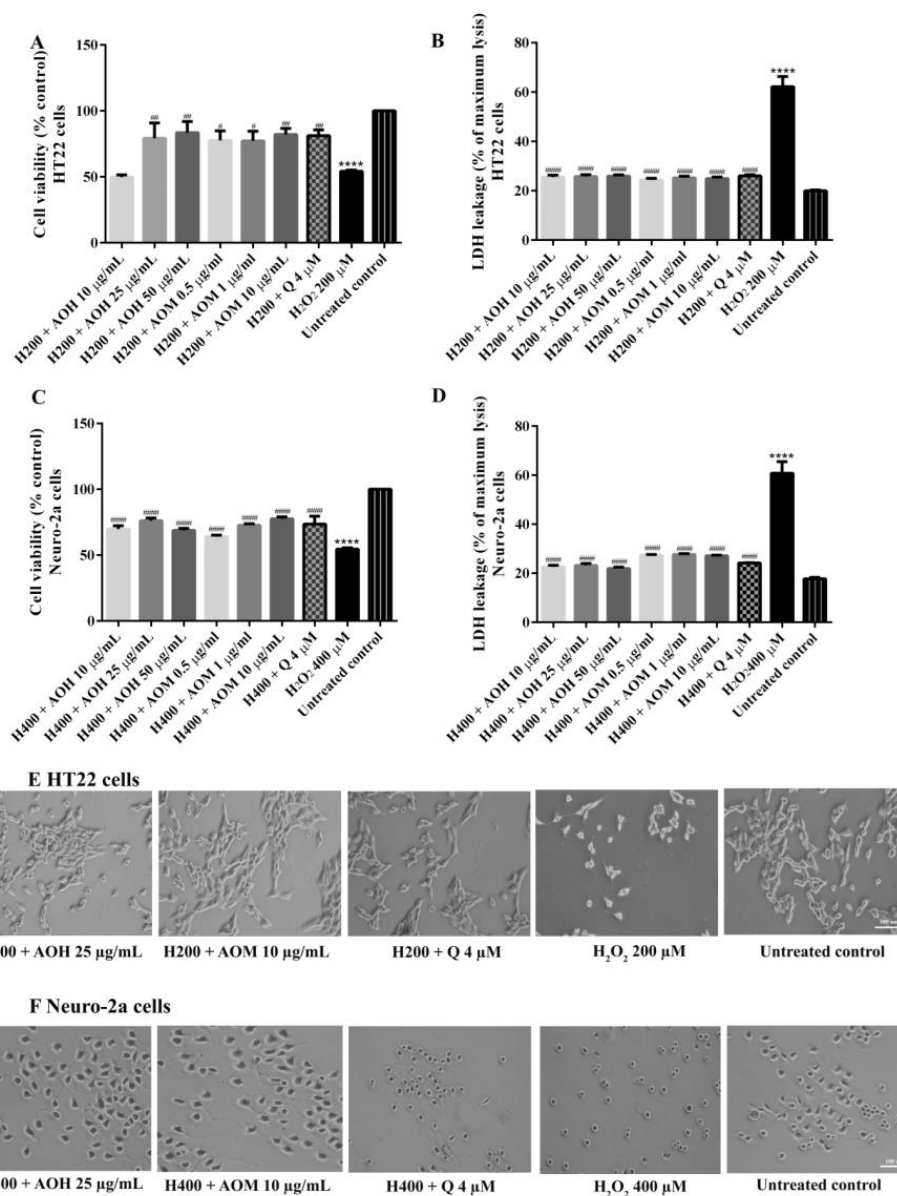 A
Cell viability (% control)
HT22 cells
150
100
50
0
##
##
#
#
##
##
****
H200 + AOH 10 µg/mL
H200 + AOH 25 µg/mL
H200 + AOH 50 µg/mL
H200 + AOM 0.5 µg/ml
H200 + AOM 1 µg/ml
H200 + AOM 10 µg/mL
H200 + Q 4 µM
H₂O₂ 200 µM
Untreated control
B
LDH leakage (% of maximum lysis)
HT22 cells
80
60
40
20
0
####
####
####
####
####
####
####
****
H200 + AOH 10 µg/mL
H200 + AOH 25 µg/mL
H200 + AOH 50 µg/mL
H200 + AOM 0.5 µg/ml
H200 + AOM 1 µg/ml
H200 + AOM 10 µg/mL
H200 + Q 4 µM
H₂O₂ 200 µM
Untreated control
C
Cell viability (% control)
Neuro-2a cells
150
100
50
0
####
####
####
####
####
####
####
****
H400 + AOH 10 µg/mL
H400 + AOH 25 µg/mL
H400 + AOH 50 µg/mL
H400 + AOM 0.5 µg/ml
H400 + AOM 1 µg/ml
H400 + AOM 10 µg/mL
H400 + Q 4 µM
H₂O₂ 400 µM
Untreated control
D
LDH leakage (% of maximum lysis)
Neuro-2a cells
80
60
40
20
0
####
####
####
####
####
####
####
****
H400 + AOH 10 µg/mL
H400 + AOH 25 µg/mL
H400 + AOH 50 µg/mL
H400 + AOM 0.5 µg/ml
H400 + AOM 1 µg/ml
H400 + AOM 10 µg/mL
H400 + Q 4 µM
H₂O₂ 400 µM
Untreated control
E HT22 cells
00 + AOH 25 µg/mL
H200 + AOM 10 µg/mL
H200 + Q 4 µM
H₂O₂ 200 µM
Untreated control
F Neuro-2a cells
00 + AOH 25 µg/mL
H400 + AOM 10 µg/mL
H400 + Q 4 µM
H₂O₂ 400 µM
Untreated control